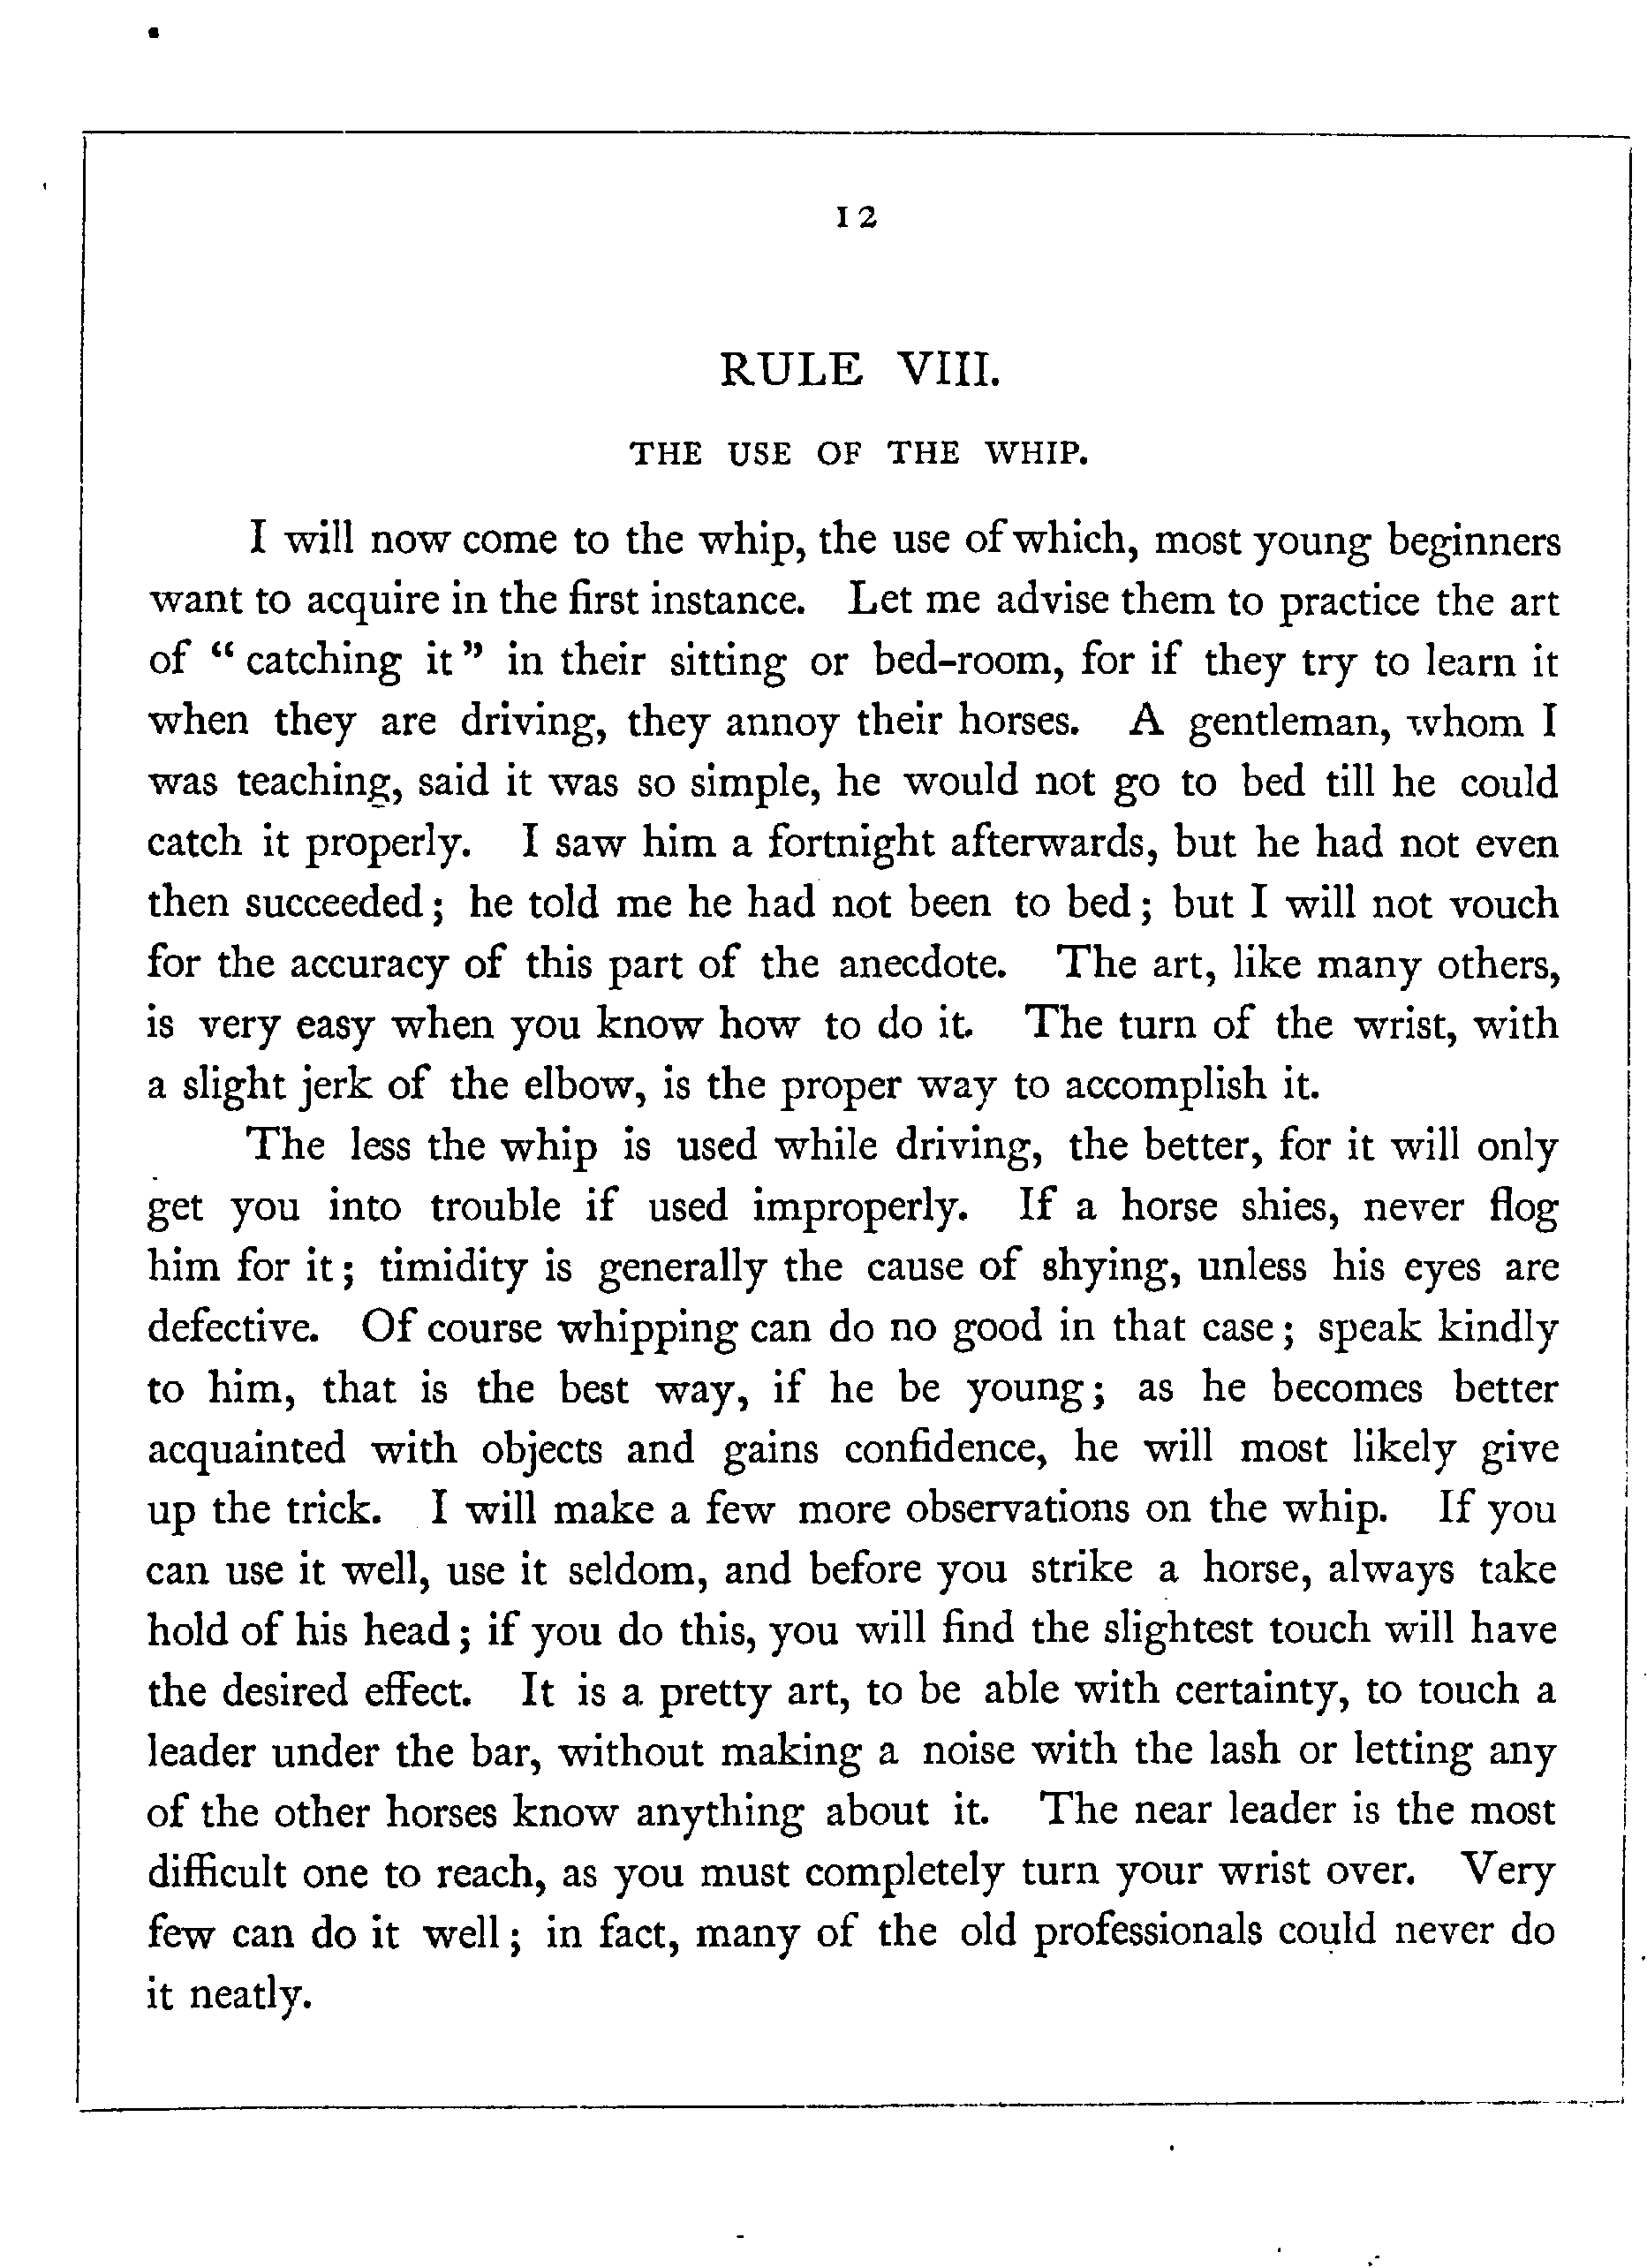 12
RULE VIII.
THE USE OF THE WHIP.
I will now come to the whip, the use of which, most young beginners
want to acquire in the first instance. Let me advise them to practice the art
of “ catching it ” in their sitting or bed-room, for if they try to learn it
when they are driving, they annoy their horses. A gentleman, whom I
was teaching, said it was so simple, he would not go to bed till he could
catch it properly. I saw him a fortnight afterwards, but he had not even
then succeeded; he told me he had not been to bed; but I will not vouch
for the accuracy of this part of the anecdote. The art, like many others,
is very easy when you know how to do it. The turn of the wrist, with
a slight jerk of the elbow, is the proper way to accomplish it.
The less the whip is used while driving, the better, for it will only
get you into trouble if used improperly. If a horse shies, never flog
him for it; timidity is generally the cause of shying, unless his eyes are
defective. Of course whipping can do no good in that case; speak kindly
to him, that is the best way, if he be young; as he becomes better
acquainted with objects and gains confidence, he will most likely give
up the trick. I will make a few more observations on the whip. If you
can use it well, use it seldom, and before you strike a horse, always take
hold of his head; if you do this, you will find the slightest touch will have
the desired effect. It is a pretty art, to be able with certainty, to touch a
leader under the bar, without making a noise with the lash or letting any
of the other horses know anything about it. The near leader is the most
difficult one to reach, as you must completely turn your wrist over. Very
few can do it well; in fact, many of the old professionals could never do
it neatly.